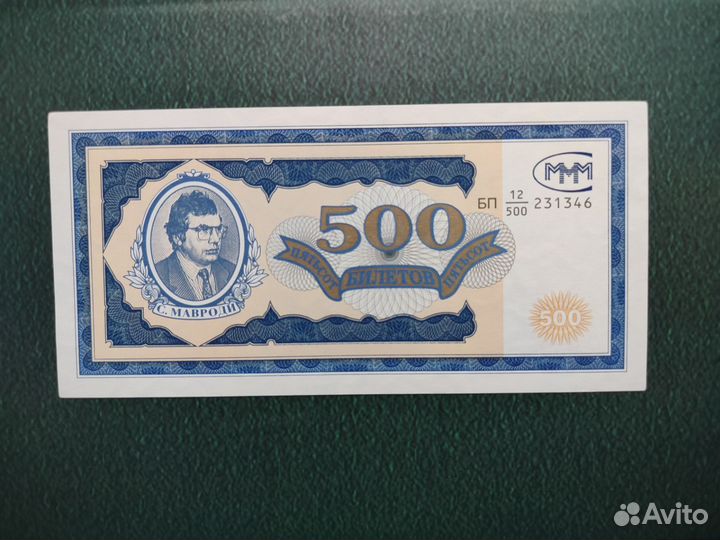 МММ
БП 12/500 231346
500
ПЯТЬСОТ БИЛЕТОВ ПЯТЬСОТ
С. МАВРОДИ
500
Avito